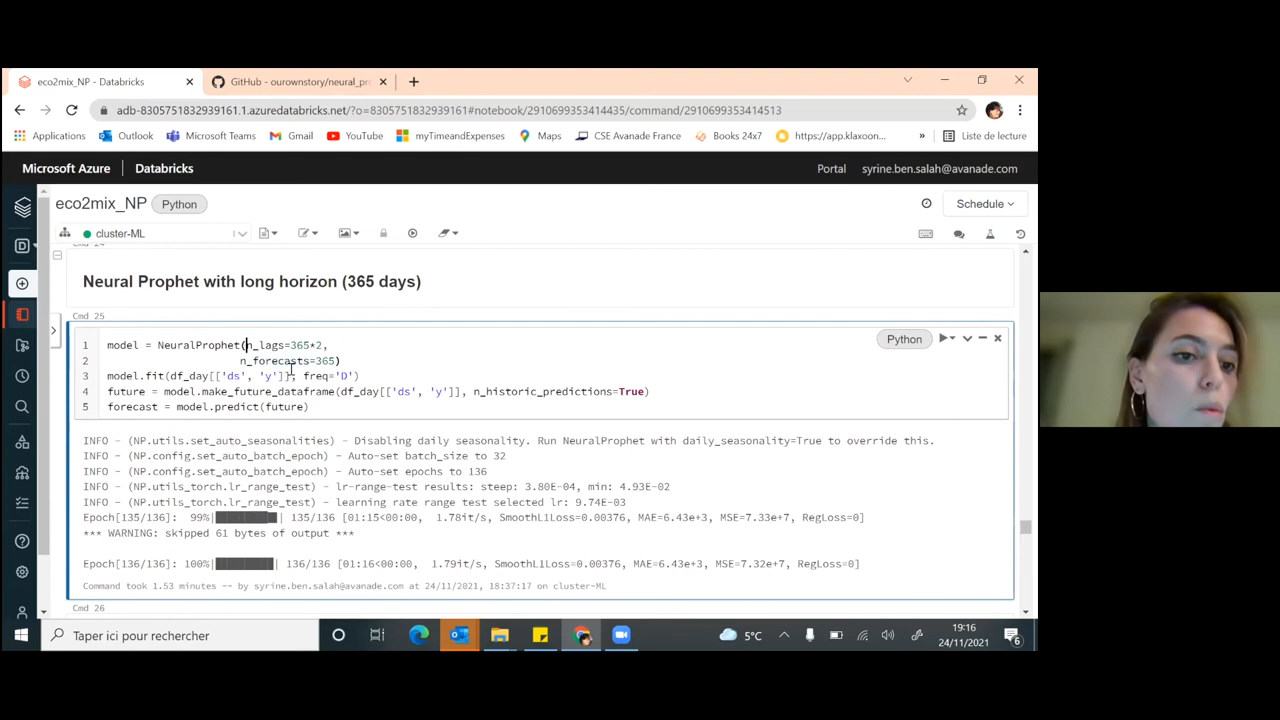 eco2mix_NP - Databricks
GitHub - ourownstory/neural_pr
adb-8305751832939161.1.azuredatabricks.net/?o=8305751832939161#notebook/2910699353414435/command/2910699353414513
Applications Outlook Microsoft Teams Gmail YouTube myTimeandExpenses Maps CSE Avanade France Books 24x7 https://app.klaxoon... » Liste de lecture
Microsoft Azure Databricks Portal syrine.ben.salah@avanade.com
eco2mix_NP Python Schedule
cluster-ML
Cmd 24
Neural Prophet with long horizon (365 days)
Cmd 25
Python
1 model = NeuralProphet(n_lags=365*2,
2 n_forecasts=365)
3 model.fit(df_day[['ds', 'y']], freq='D')
4 future = model.make_future_dataframe(df_day[['ds', 'y']], n_historic_predictions=True)
5 forecast = model.predict(future)
INFO - (NP.utils.set_auto_seasonalities) - Disabling daily seasonality. Run NeuralProphet with daily_seasonality=True to override this.
INFO - (NP.config.set_auto_batch_epoch) - Auto-set batch_size to 32
INFO - (NP.config.set_auto_batch_epoch) - Auto-set epochs to 136
INFO - (NP.utils_torch.lr_range_test) - lr-range-test results: steep: 3.80E-04, min: 4.93E-02
INFO - (NP.utils_torch.lr_range_test) - learning rate range test selected lr: 9.74E-03
Epoch[135/136]: 99%|█████████▉| 135/136 [01:15<00:00, 1.78it/s, SmoothL1Loss=0.00376, MAE=6.43e+3, MSE=7.33e+7, RegLoss=0]
*** WARNING: skipped 61 bytes of output ***
Epoch[136/136]: 100%|██████████| 136/136 [01:16<00:00, 1.79it/s, SmoothL1Loss=0.00376, MAE=6.43e+3, MSE=7.32e+7, RegLoss=0]
Command took 1.53 minutes -- by syrine.ben.salah@avanade.com at 24/11/2021, 18:37:17 on cluster-ML
Cmd 26
Taper ici pour rechercher 5°C 19:16
24/11/2021 6